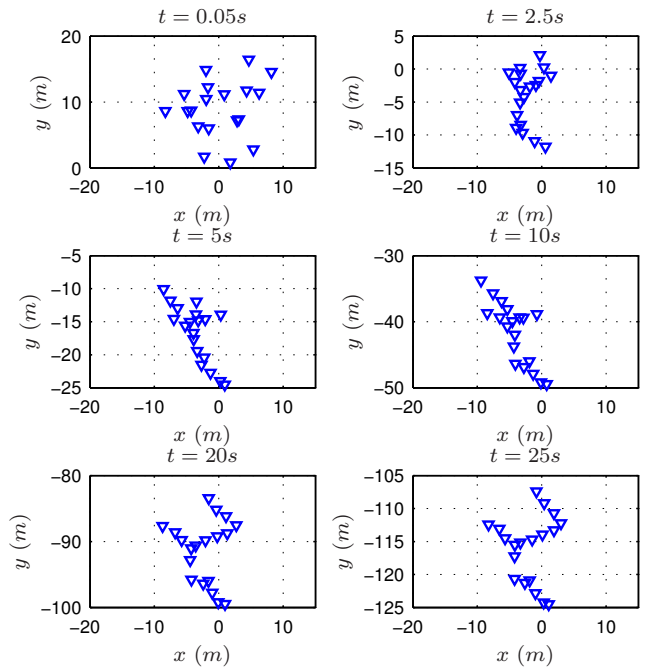 t = 0.05s
20
10
0
y (m)
−20 −10 0 10
x (m)
t = 2.5s
5
0
−5
−10
−15
y (m)
−20 −10 0 10
x (m)
t = 5s
−5
−10
−15
−20
−25
y (m)
−20 −10 0 10
x (m)
t = 10s
−30
−40
−50
y (m)
−20 −10 0 10
x (m)
t = 20s
−80
−90
−100
y (m)
−20 −10 0 10
x (m)
t = 25s
−105
−110
−115
−120
−125
y (m)
−20 −10 0 10
x (m)